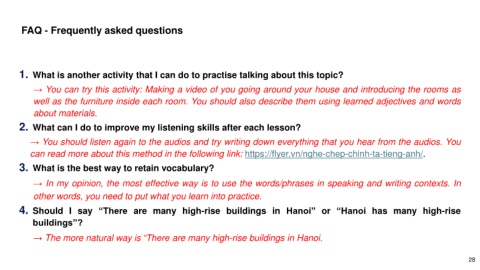 FAQ - Frequently asked questions
1. What is another activity that I can do to practise talking about this topic?
→ You can try this activity: Making a video of you going around your house and introducing the rooms as
well as the furniture inside each room. You should also describe them using learned adjectives and words
about materials.
2. What can I do to improve my listening skills after each lesson?
→ You should listen again to the audios and try writing down everything that you hear from the audios. You
can read more about this method in the following link: https://flyer.vn/nghe-chep-chinh-ta-tieng-anh/.
3. What is the best way to retain vocabulary?
→ In my opinion, the most effective way is to use the words/phrases in speaking and writing contexts. In
other words, you need to put what you learn into practice.
4. Should I say “There are many high-rise buildings in Hanoi” or “Hanoi has many high-rise
buildings”?
→ The more natural way is “There are many high-rise buildings in Hanoi.
28